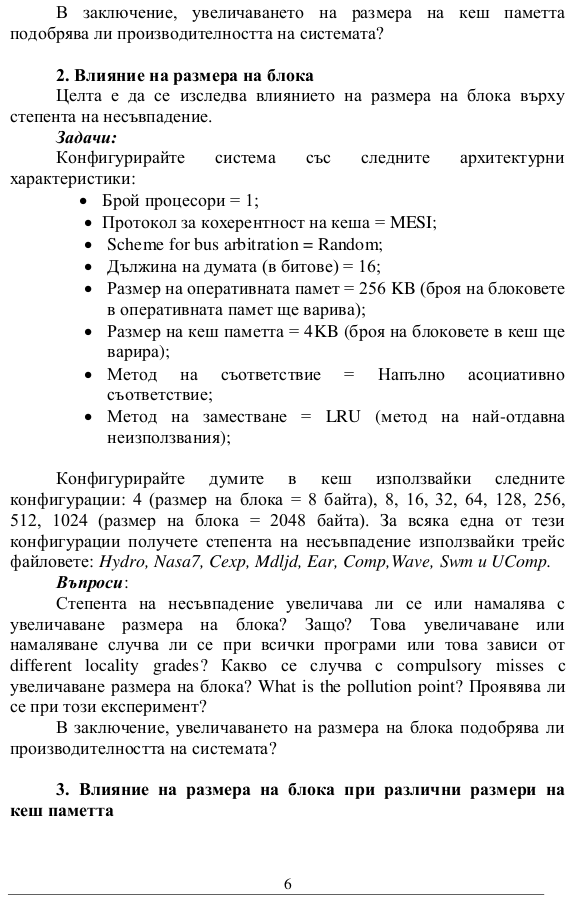 В заключение, увеличаването на размера на кеш паметта
подобрява ли производителността на системата?
2. Влияние на размера на блока
Целта е да се изследва влиянието на размера на блока върху
степента на несъвпадение.
Задачи:
Конфигурирайте система със следните архитектурни
характеристики:
• Брой процесори = 1;
• Протокол за кохерентност на кеша = MESI;
• Scheme for bus arbitration = Random;
• Дължина на думата (в битове) = 16;
• Размер на оперативната памет = 256 KB (броя на блоковете
в оперативната памет ще варива);
• Размер на кеш паметта = 4KB (броя на блоковете в кеш ще
варира);
• Метод на съответствие = Напълно асоциативно
съответствие;
• Метод на заместване = LRU (метод на най-отдавна
неизползвания);
Конфигурирайте думите в кеш използвайки следните
конфигурации: 4 (размер на блока = 8 байта), 8, 16, 32, 64, 128, 256,
512, 1024 (размер на блока = 2048 байта). За всяка една от тези
конфигурации получете степента на несъвпадение използвайки трейс
файловете: Hydro, Nasa7, Cexp, Mdljd, Ear, Comp,Wave, Swm и UComp.
Въпроси:
Степента на несъвпадение увеличава ли се или намалява с
увеличаване размера на блока? Защо? Това увеличаване или
намаляване случва ли се при всички програми или това зависи от
different locality grades? Какво се случва с compulsory misses с
увеличаване размера на блока? What is the pollution point? Проявява ли
се при този експеримент?
В заключение, увеличаването на размера на блока подобрява ли
производителността на системата?
3. Влияние на размера на блока при различни размери на
кеш паметта
6